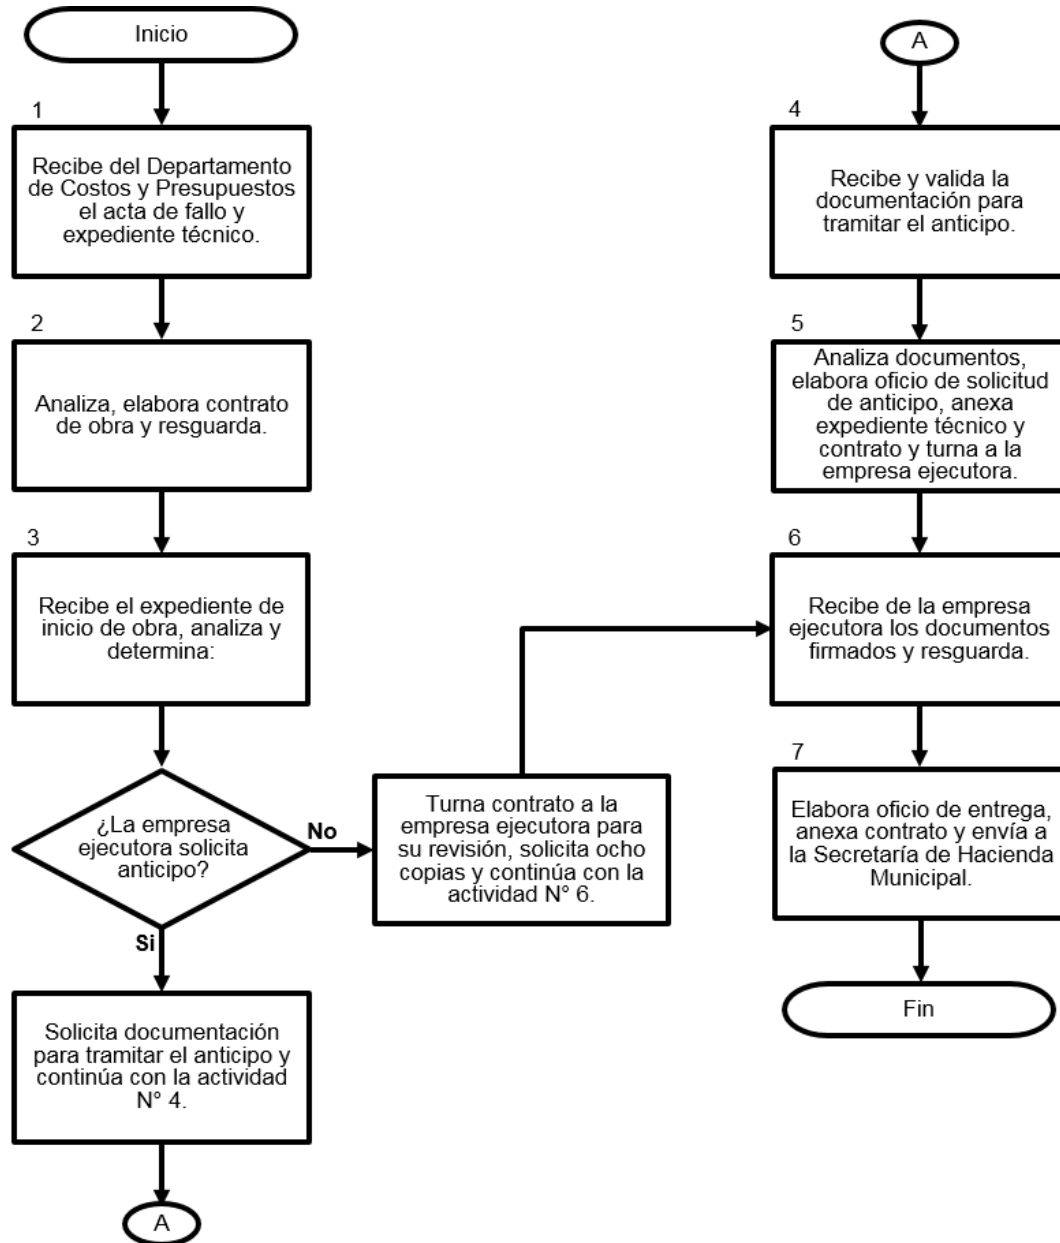 Inicio
1
Recibe del Departamento
de Costos y Presupuestos
el acta de fallo y
expediente técnico.
2
Analiza, elabora contrato
de obra y resguarda.
3
Recibe el expediente de
inicio de obra, analiza y
determina:
¿La empresa
ejecutora solicita
anticipo?
No
Turna contrato a la
empresa ejecutora para
su revisión, solicita ocho
copias y continúa con la
actividad N° 6.
Si
Solicita documentación
para tramitar el anticipo y
continúa con la actividad
N° 4.
A
A
4
Recibe y valida la
documentación para
tramitar el anticipo.
5
Analiza documentos,
elabora oficio de solicitud
de anticipo, anexa
expediente técnico y
contrato y turna a la
empresa ejecutora.
6
Recibe de la empresa
ejecutora los documentos
firmados y resguarda.
7
Elabora oficio de entrega,
anexa contrato y envía a
la Secretaría de Hacienda
Municipal.
Fin